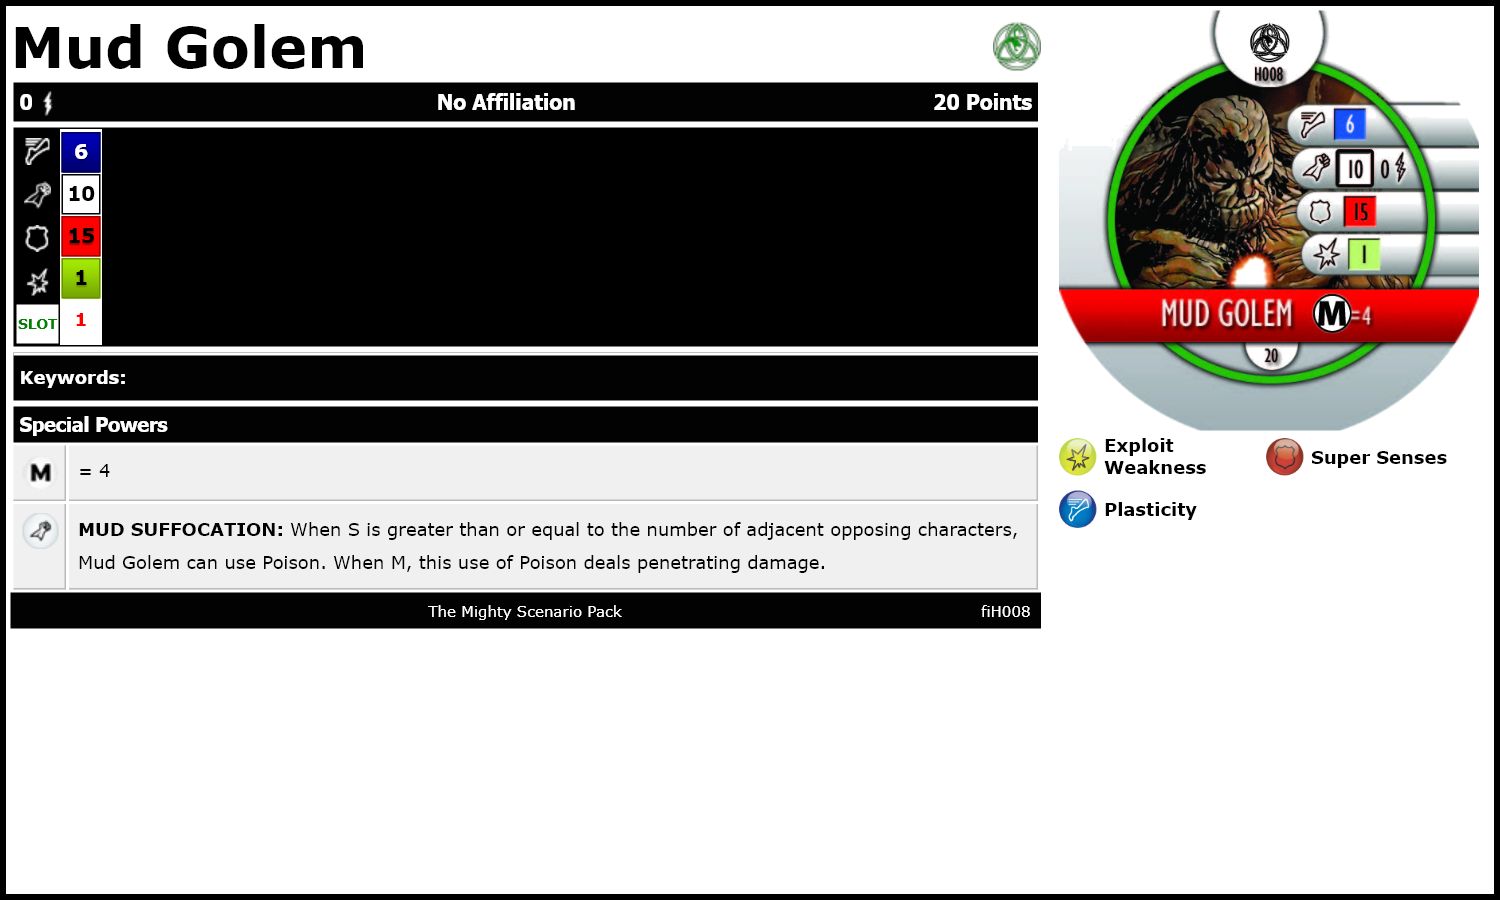 Mud Golem
0 No Affiliation 20 Points
6
10
15
1
SLOT 1
Keywords:
Special Powers
M = 4
MUD SUFFOCATION: When S is greater than or equal to the number of adjacent opposing characters,
Mud Golem can use Poison. When M, this use of Poison deals penetrating damage.
The Mighty Scenario Pack fiH008
H008
6
10 0
15
1
MUD GOLEM M=4
20
Exploit
Weakness
Super Senses
Plasticity